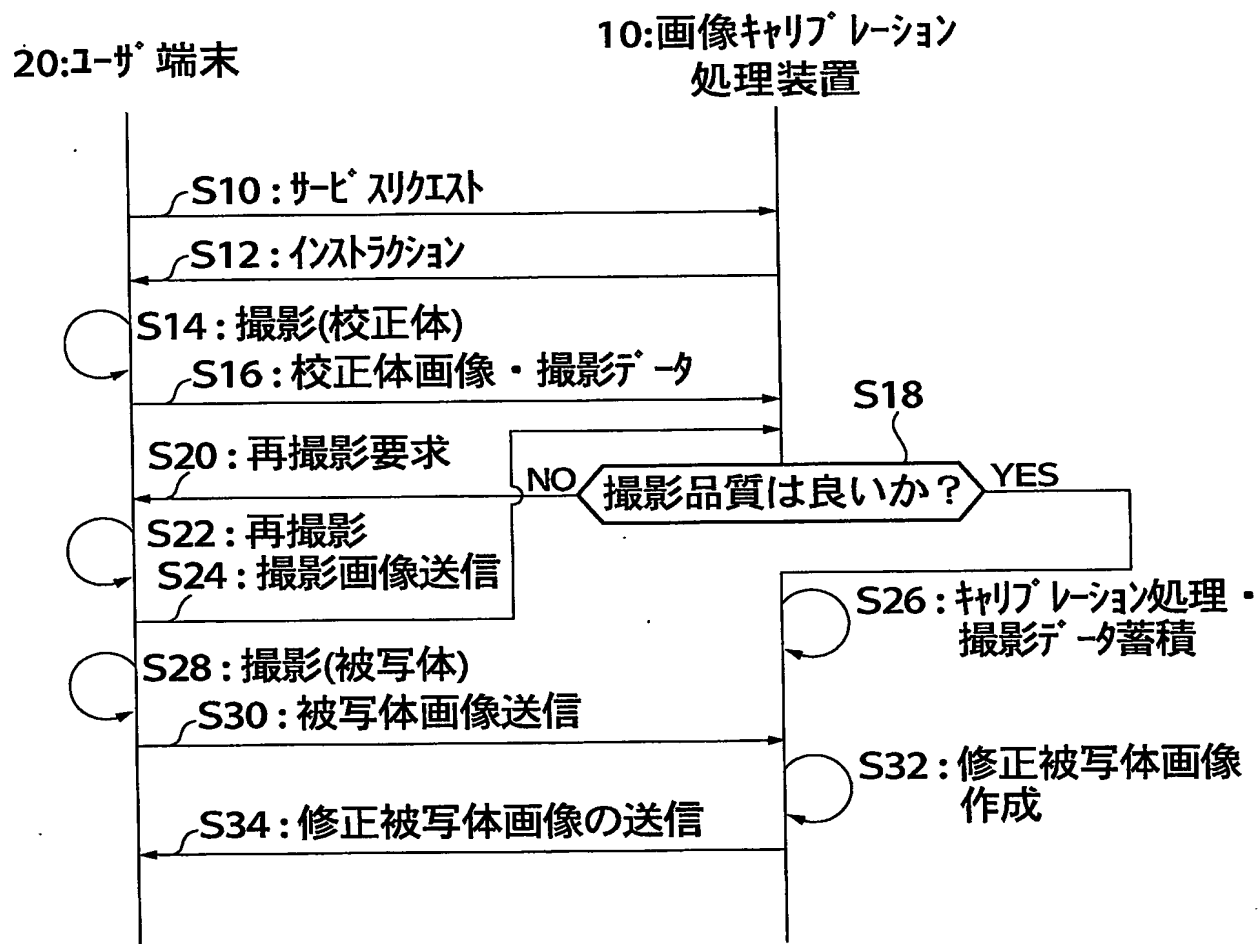 20:ユーザ端末
10:画像キャリブレーション
処理装置
S10:サービスリクエスト
S12:インストラクション
S14:撮影(校正体)
S16:校正体画像・撮影データ
S18
S20:再撮影要求
NO
撮影品質は良いか?
YES
S22:再撮影
S24:撮影画像送信
S26:キャリブレーション処理・
撮影データ蓄積
S28:撮影(被写体)
S30:被写体画像送信
S32:修正被写体画像
作成
S34:修正被写体画像の送信